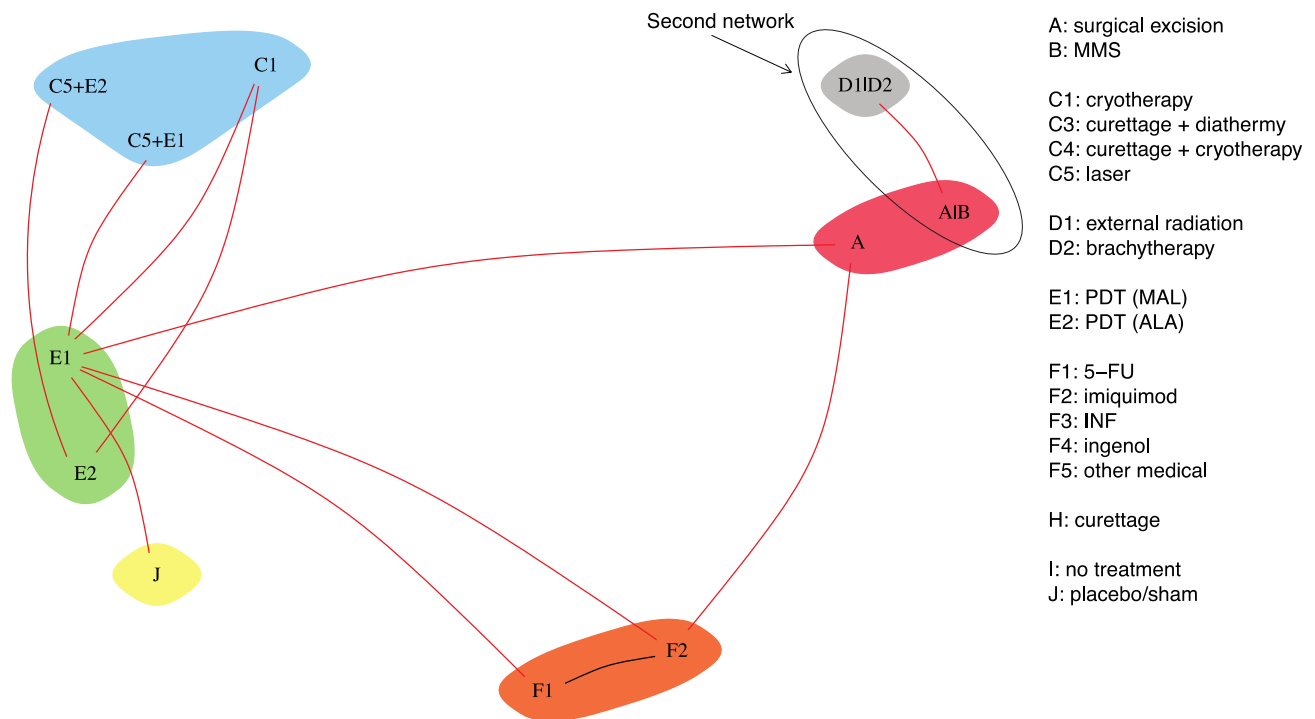 Second network
C5+E2
C1
C5+E1
D1|D2
A|B
A
E1
E2
J
F1
F2
A: surgical excision
B: MMS
C1: cryotherapy
C3: curettage + diathermy
C4: curettage + cryotherapy
C5: laser
D1: external radiation
D2: brachytherapy
E1: PDT (MAL)
E2: PDT (ALA)
F1: 5−FU
F2: imiquimod
F3: INF
F4: ingenol
F5: other medical
H: curettage
I: no treatment
J: placebo/sham